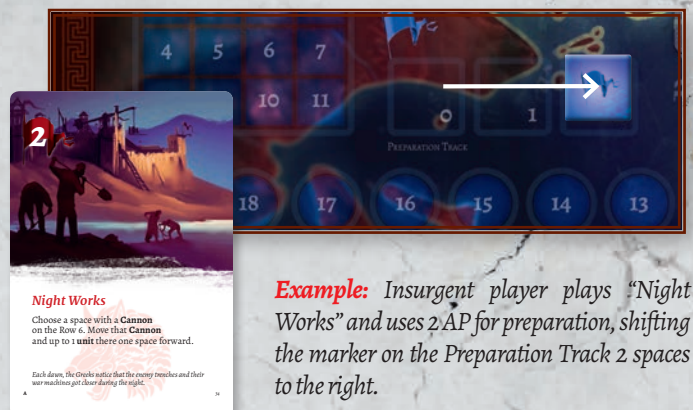 4 5 6 7
10 11
0 1
PREPARATION TRACK
18 17 16 15 14 13
2
Night Works
Choose a space with a Cannon
on the Row 6. Move that Cannon
and up to 1 unit there one space forward.
Each dawn, the Greeks notice that the enemy trenches and their
war machines got closer during the night.
A 34
Example: Insurgent player plays “Night
Works” and uses 2 AP for preparation, shifting
the marker on the Preparation Track 2 spaces
to the right.